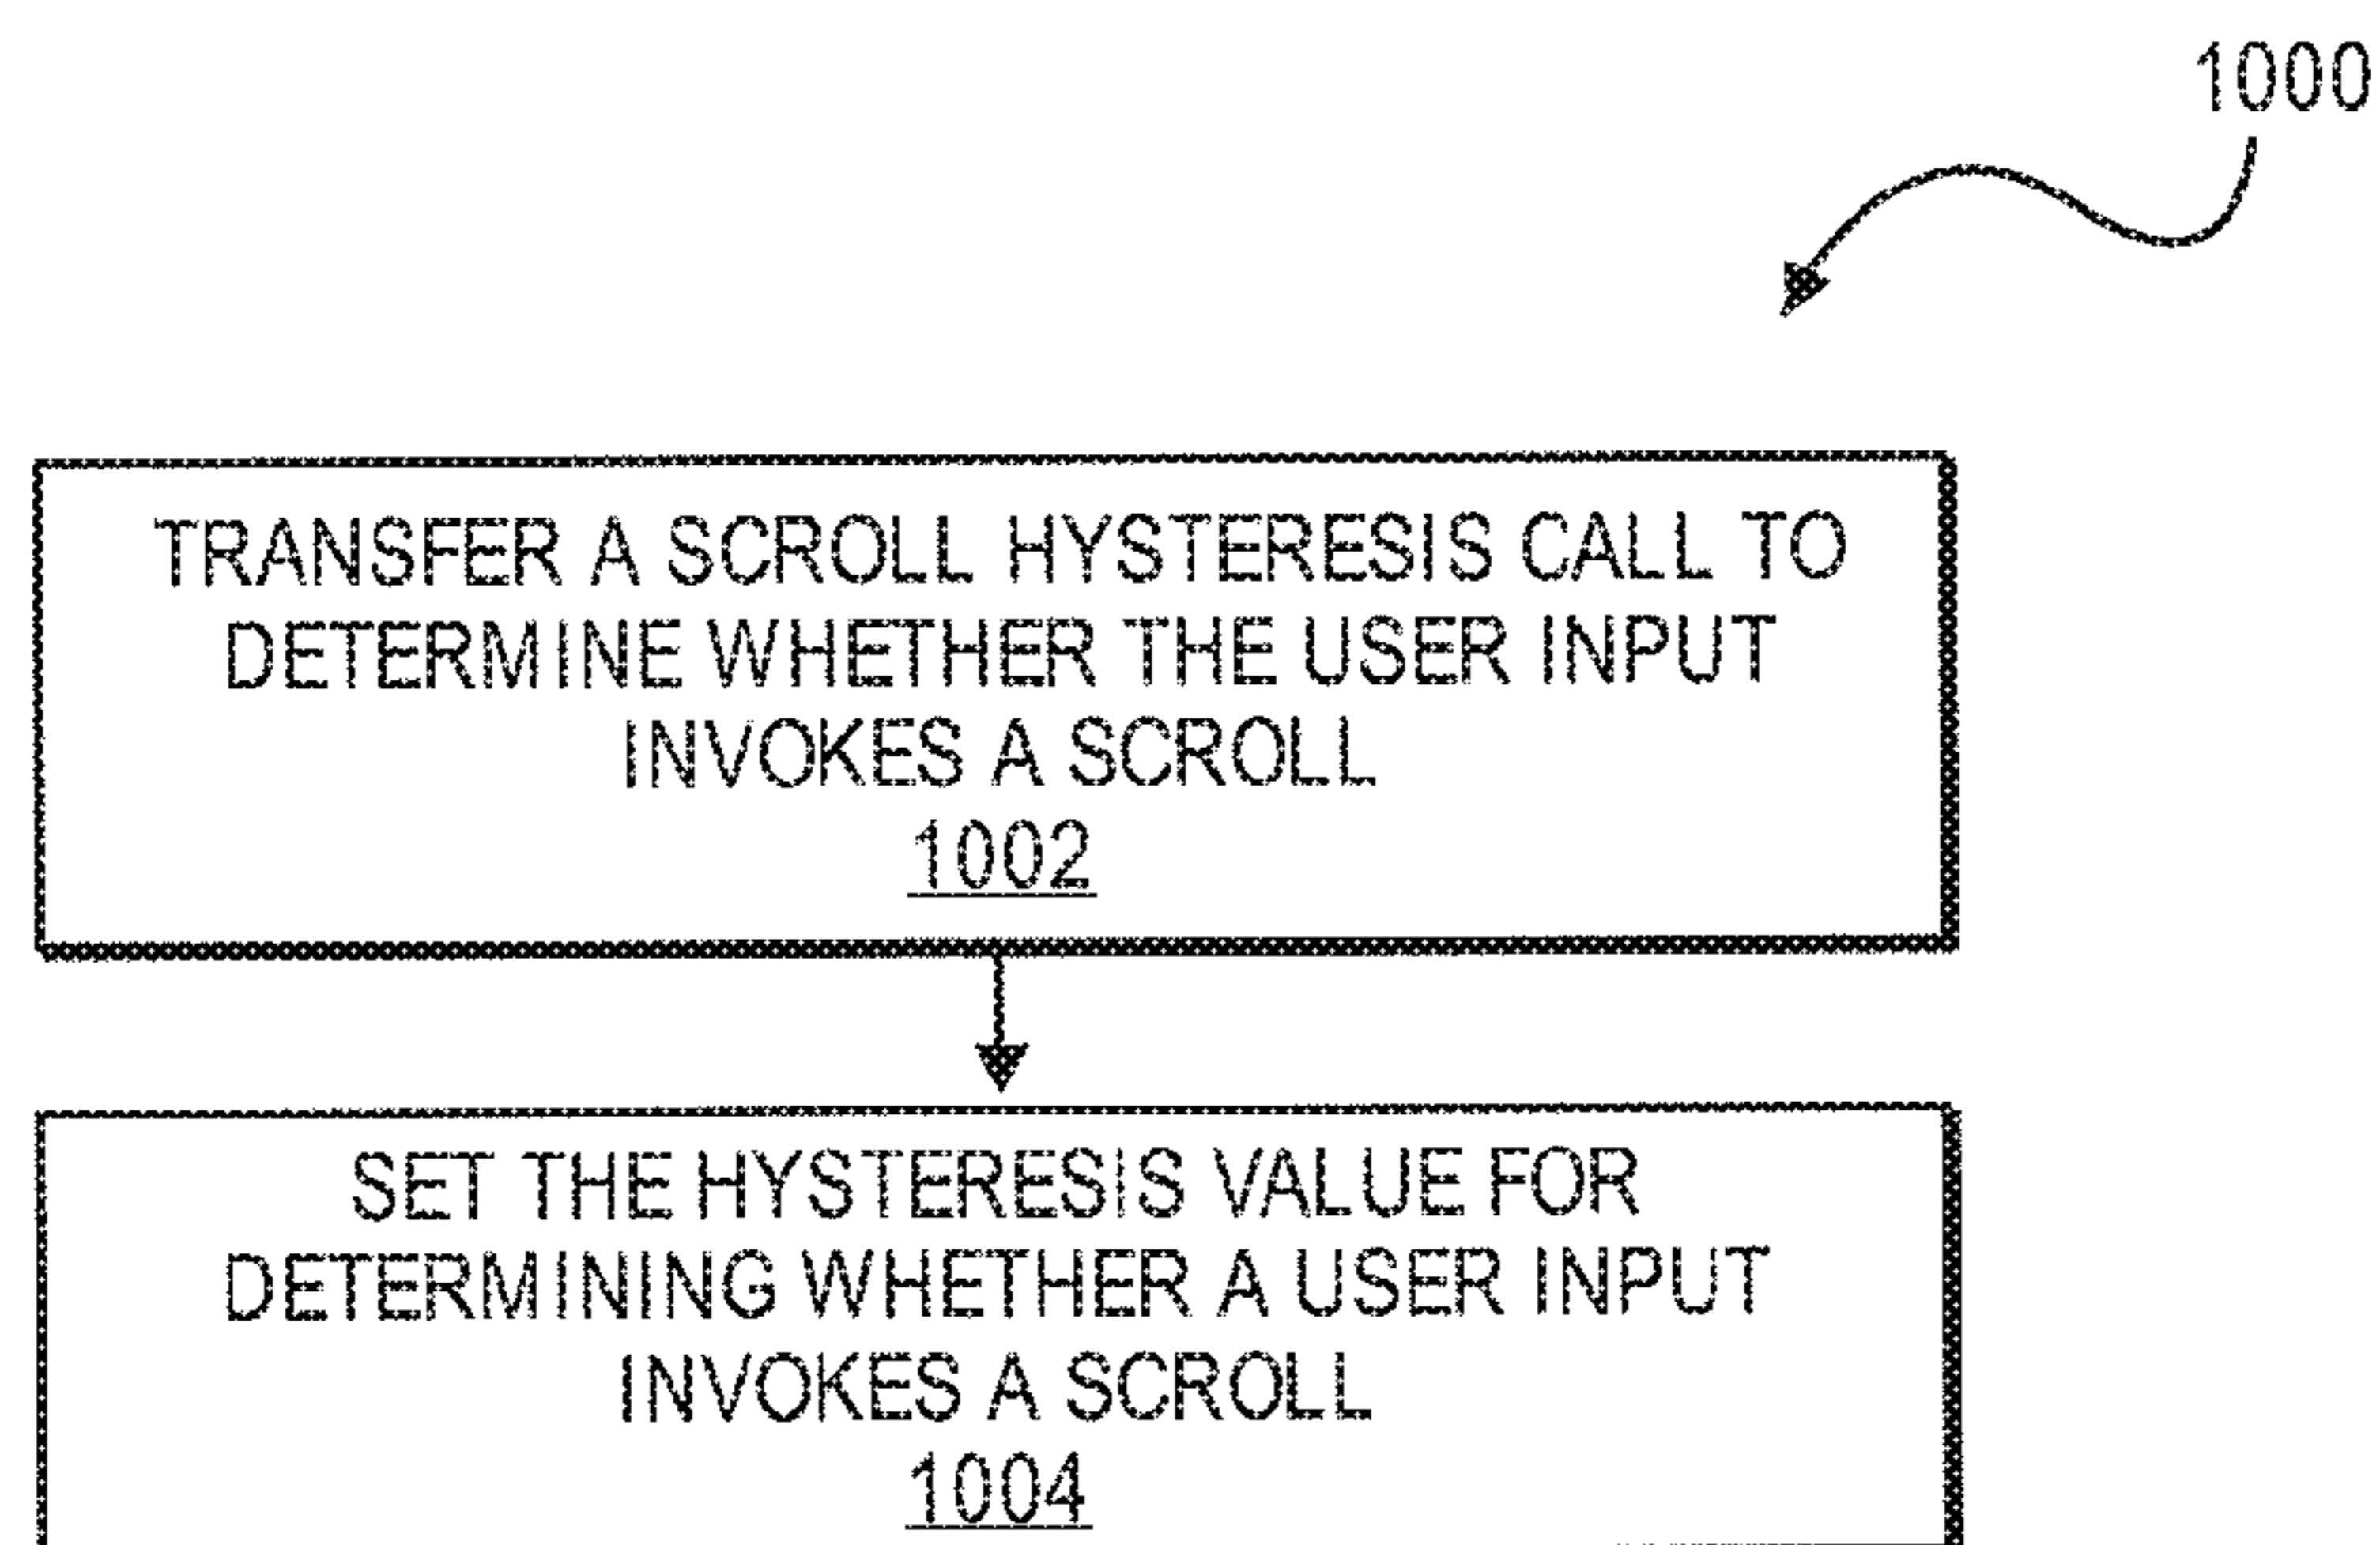 1000
TRANSFER A SCROLL HYSTERESIS CALL TO
DETERMINE WHETHER THE USER INPUT
INVOKES A SCROLL
1002
SET THE HYSTERESIS VALUE FOR
DETERMINING WHETHER A USER INPUT
INVOKES A SCROLL
1004